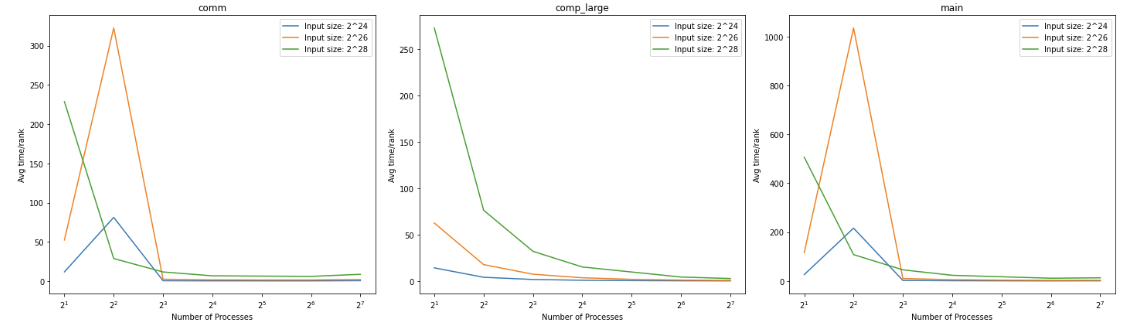 comm
Input size: 2^24
Input size: 2^26
Input size: 2^28
Avg time/rank
300
250
200
150
100
50
0
2^1 2^2 2^3 2^4 2^5 2^6 2^7
Number of Processes
comp_large
Input size: 2^24
Input size: 2^26
Input size: 2^28
Avg time/rank
250
200
150
100
50
0
2^1 2^2 2^3 2^4 2^5 2^6 2^7
Number of Processes
main
Input size: 2^24
Input size: 2^26
Input size: 2^28
Avg time/rank
1000
800
600
400
200
0
2^1 2^2 2^3 2^4 2^5 2^6 2^7
Number of Processes